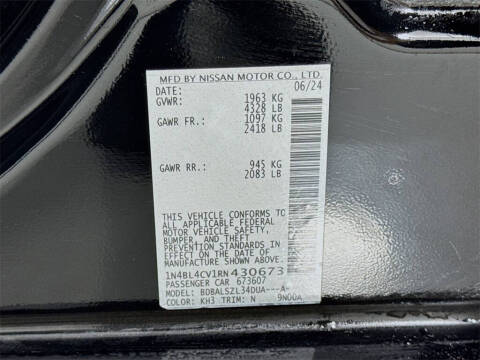 MFD BY NISSAN MOTOR CO., LTD.
DATE: 06/24
GVWR: 1963 KG
4328 LB
GAWR FR.: 1097 KG
2418 LB
GAWR RR.: 945 KG
2083 LB
THIS VEHICLE CONFORMS TO
ALL APPLICABLE FEDERAL
MOTOR VEHICLE SAFETY,
BUMPER, AND THEFT
PREVENTION STANDARDS IN
EFFECT ON THE DATE OF
MANUFACTURE SHOWN ABOVE.
1N4BL4CV1RN430673
PASSENGER CAR 673607
MODEL: BDBALSZL34DUA---A-
COLOR: KH3 TRIM: N 9N00A